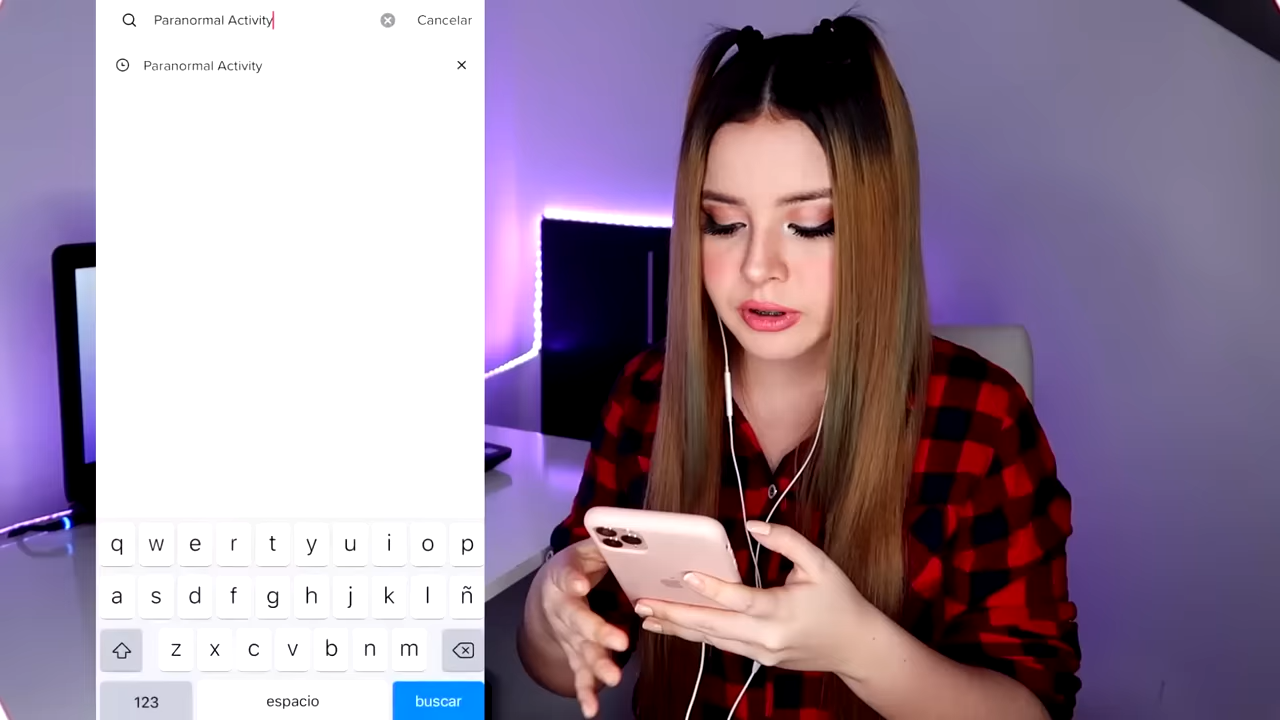 Paranormal Activity Cancelar
Paranormal Activity
q w e r t y u i o p
a s d f g h j k l ñ
z x c v b n m
123 espacio buscar